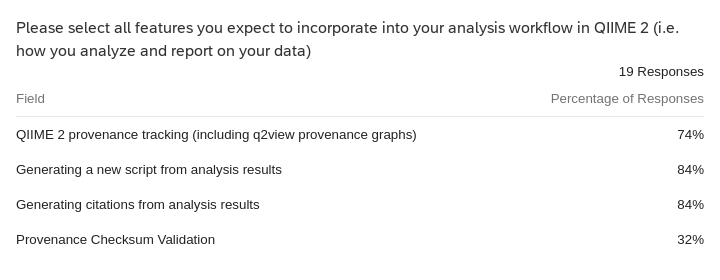 Please select all features you expect to incorporate into your analysis workflow in QIIME 2 (i.e.
how you analyze and report on your data)
19 Responses
Field Percentage of Responses
QIIME 2 provenance tracking (including q2view provenance graphs) 74%
Generating a new script from analysis results 84%
Generating citations from analysis results 84%
Provenance Checksum Validation 32%